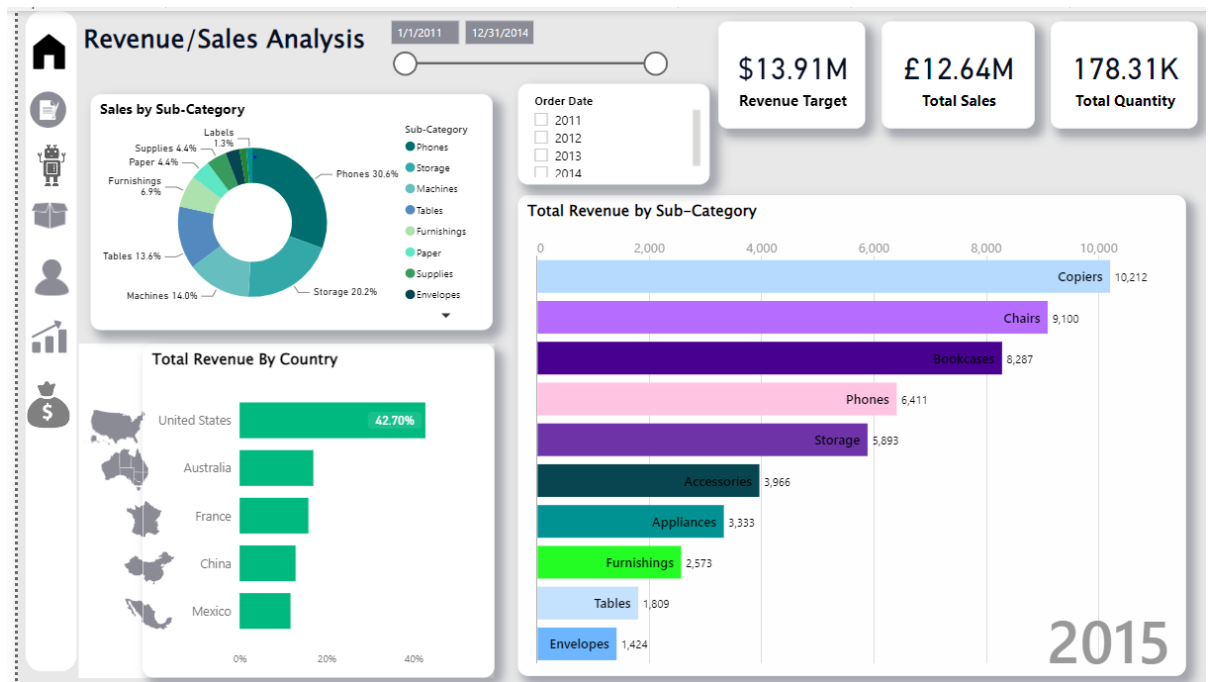 Revenue/Sales Analysis
1/1/2011
12/31/2014
$13.91M
Revenue Target
£12.64M
Total Sales
178.31K
Total Quantity
Sales by Sub-Category
Labels
1.3%
Supplies 4.4%
Paper 4.4%
Furnishings
6.9%
Tables 13.6%
Machines 14.0%
Storage 20.2%
Phones 30.6%
Sub-Category
Phones
Storage
Machines
Tables
Furnishings
Paper
Supplies
Envelopes
Order Date
2011
2012
2013
2014
Total Revenue By Country
United States
42.70%
Australia
France
China
Mexico
0%
20%
40%
$
Total Revenue by Sub-Category
0
2,000
4,000
6,000
8,000
10,000
Copiers 10,212
Chairs 9,100
Bookcases 8,287
Phones 6,411
Storage 5,893
Accessories 3,966
Appliances 3,333
Furnishings 2,573
Tables 1,809
Envelopes 1,424
2015